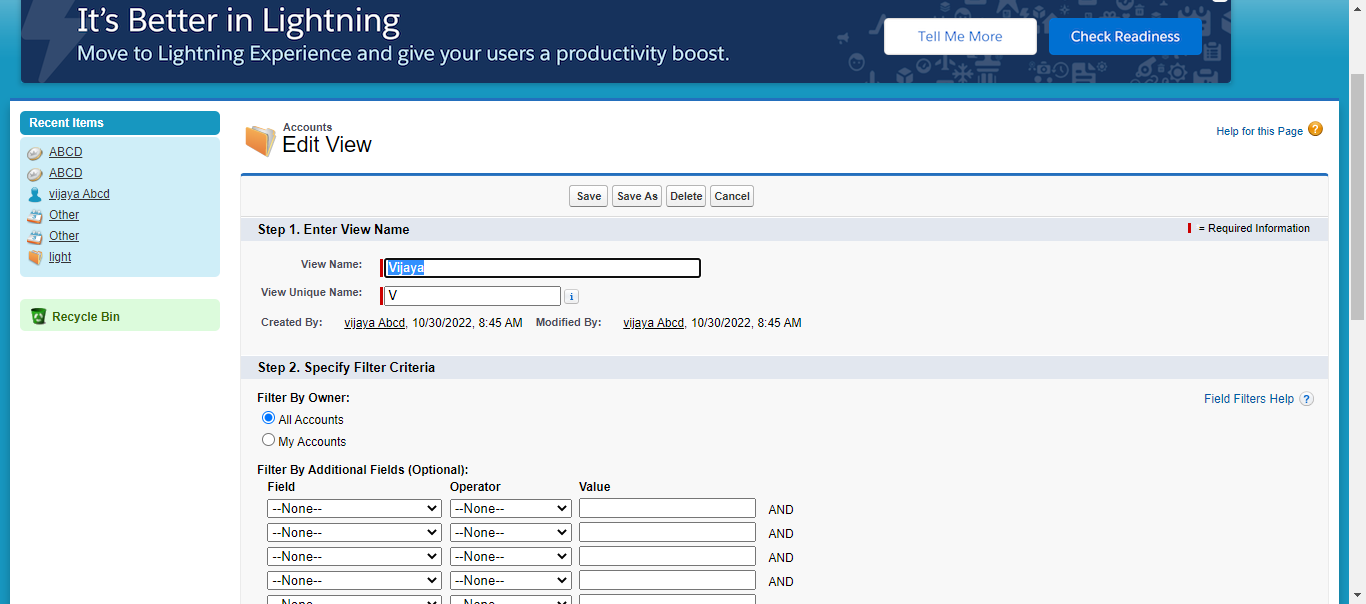 It's Better in Lightning
Move to Lightning Experience and give your users a productivity boost.
Tell Me More
Check Readiness
Recent Items
ABCD
ABCD
vijaya Abcd
Other
Other
light
Recycle Bin
Accounts
Edit View
Help for this Page ?
Save Save As Delete Cancel
Step 1. Enter View Name
= Required Information
View Name: Vijaya
View Unique Name: V i
Created By: vijaya Abcd, 10/30/2022, 8:45 AM Modified By: vijaya Abcd, 10/30/2022, 8:45 AM
Step 2. Specify Filter Criteria
Filter By Owner:
Field Filters Help ?
All Accounts
My Accounts
Filter By Additional Fields (Optional):
Field Operator Value
--None-- --None-- AND
--None-- --None-- AND
--None-- --None-- AND
--None-- --None-- AND
--None-- --None--